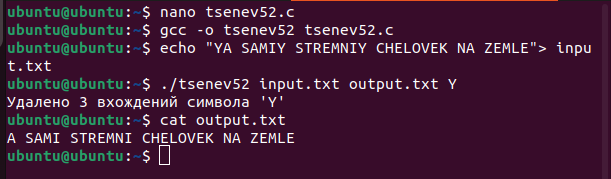 ubuntu@ubuntu:~$ nano tsenev52.c
ubuntu@ubuntu:~$ gcc -o tsenev52 tsenev52.c
ubuntu@ubuntu:~$ echo "YA SAMIY STREMNIY CHELOVEK NA ZEMLE"> inpu
t.txt
ubuntu@ubuntu:~$ ./tsenev52 input.txt output.txt Y
Удалено 3 вхождений символа 'Y'
ubuntu@ubuntu:~$ cat output.txt
A SAMI STREMNI CHELOVEK NA ZEMLE
ubuntu@ubuntu:~$